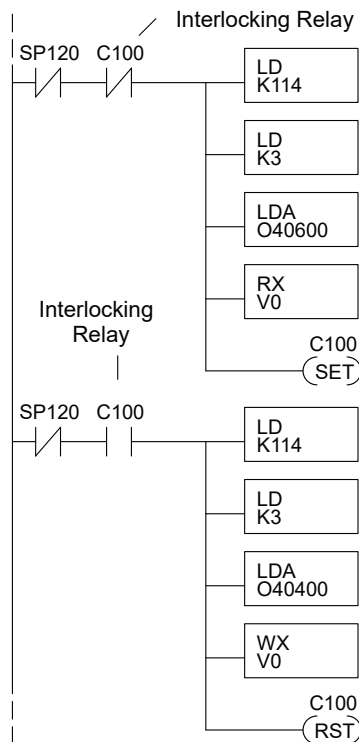 Interlocking Relay
SP120 C100
LD
K114
LD
K3
LDA
O40600
RX
V0
Interlocking
Relay
C100
SET
SP120 C100
LD
K114
LD
K3
LDA
O40400
WX
V0
C100
RST